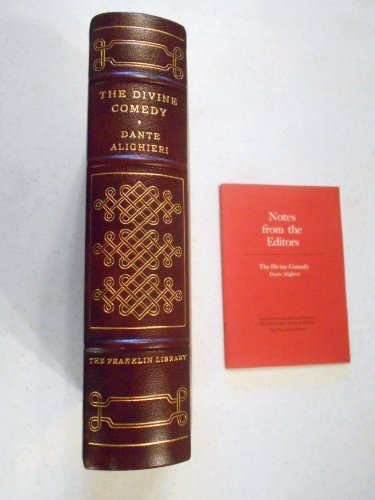 THE DIVINE
COMEDY
DANTE
ALIGHIERI
THE FRANKLIN LIBRARY
Notes
from the
Editors
The Divine Comedy
Dante Alighieri